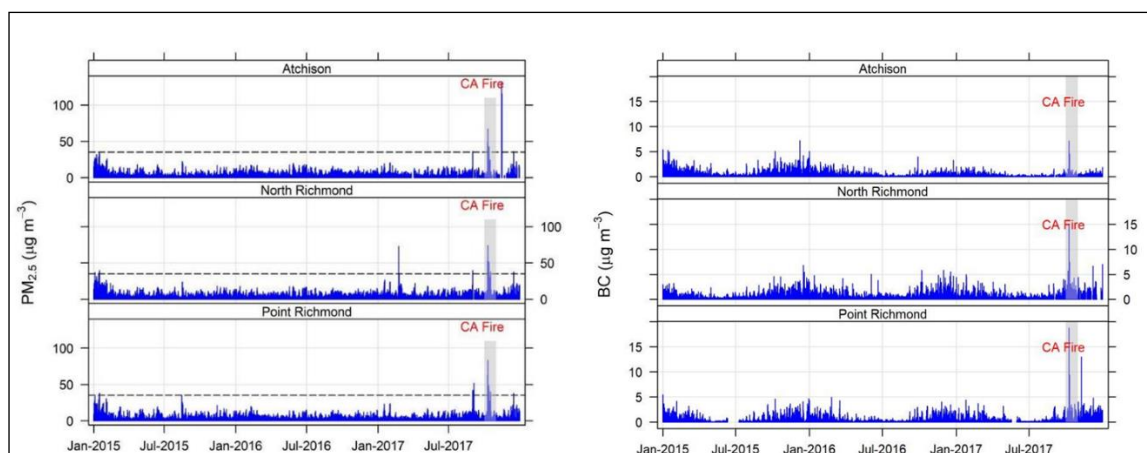 Atchison
CA Fire
100
50
0
North Richmond
CA Fire
100
50
0
Point Richmond
CA Fire
100
50
0
PM2.5 (µg m−3)
Jan-2015 Jul-2015 Jan-2016 Jul-2016 Jan-2017 Jul-2017
Atchison
CA Fire
15
10
5
0
North Richmond
CA Fire
15
10
5
0
Point Richmond
CA Fire
15
10
5
0
BC (µg m−3)
Jan-2015 Jul-2015 Jan-2016 Jul-2016 Jan-2017 Jul-2017